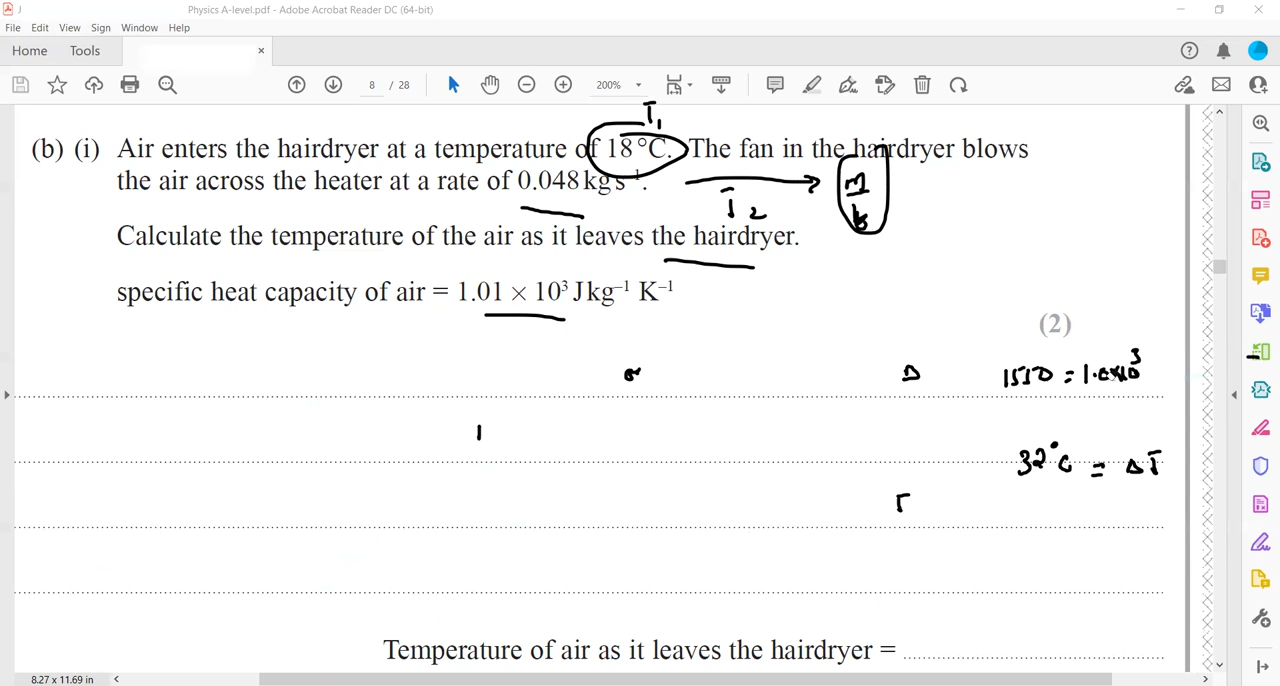 Physics A-level.pdf - Adobe Acrobat Reader DC (64-bit)
File Edit View Sign Window Help
Home Tools
8 / 28 200%
T₁
(b) (i) Air enters the hairdryer at a temperature of 18 °C. The fan in the hairdryer blows
the air across the heater at a rate of 0.048 kg s⁻¹.
T₂
m
Calculate the temperature of the air as it leaves the hairdryer.
specific heat capacity of air = 1.01 × 10³ J kg⁻¹ K⁻¹
(2)
1550 =
32°C = ΔT
Temperature of air as it leaves the hairdryer =
8.27 x 11.69 in